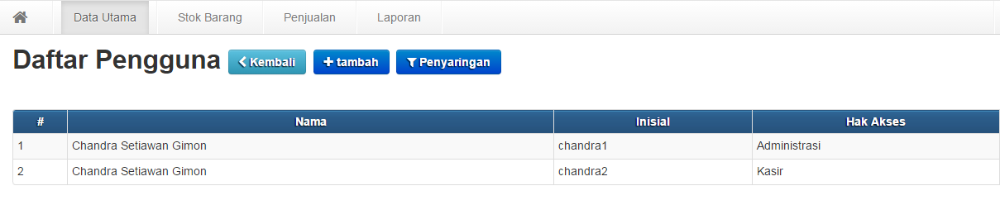 Data Utama Stok Barang Penjualan Laporan
Daftar Pengguna Kembali tambah Penyaringan
# Nama Inisial Hak Akses
1 Chandra Setiawan Gimon chandra1 Administrasi
2 Chandra Setiawan Gimon chandra2 Kasir